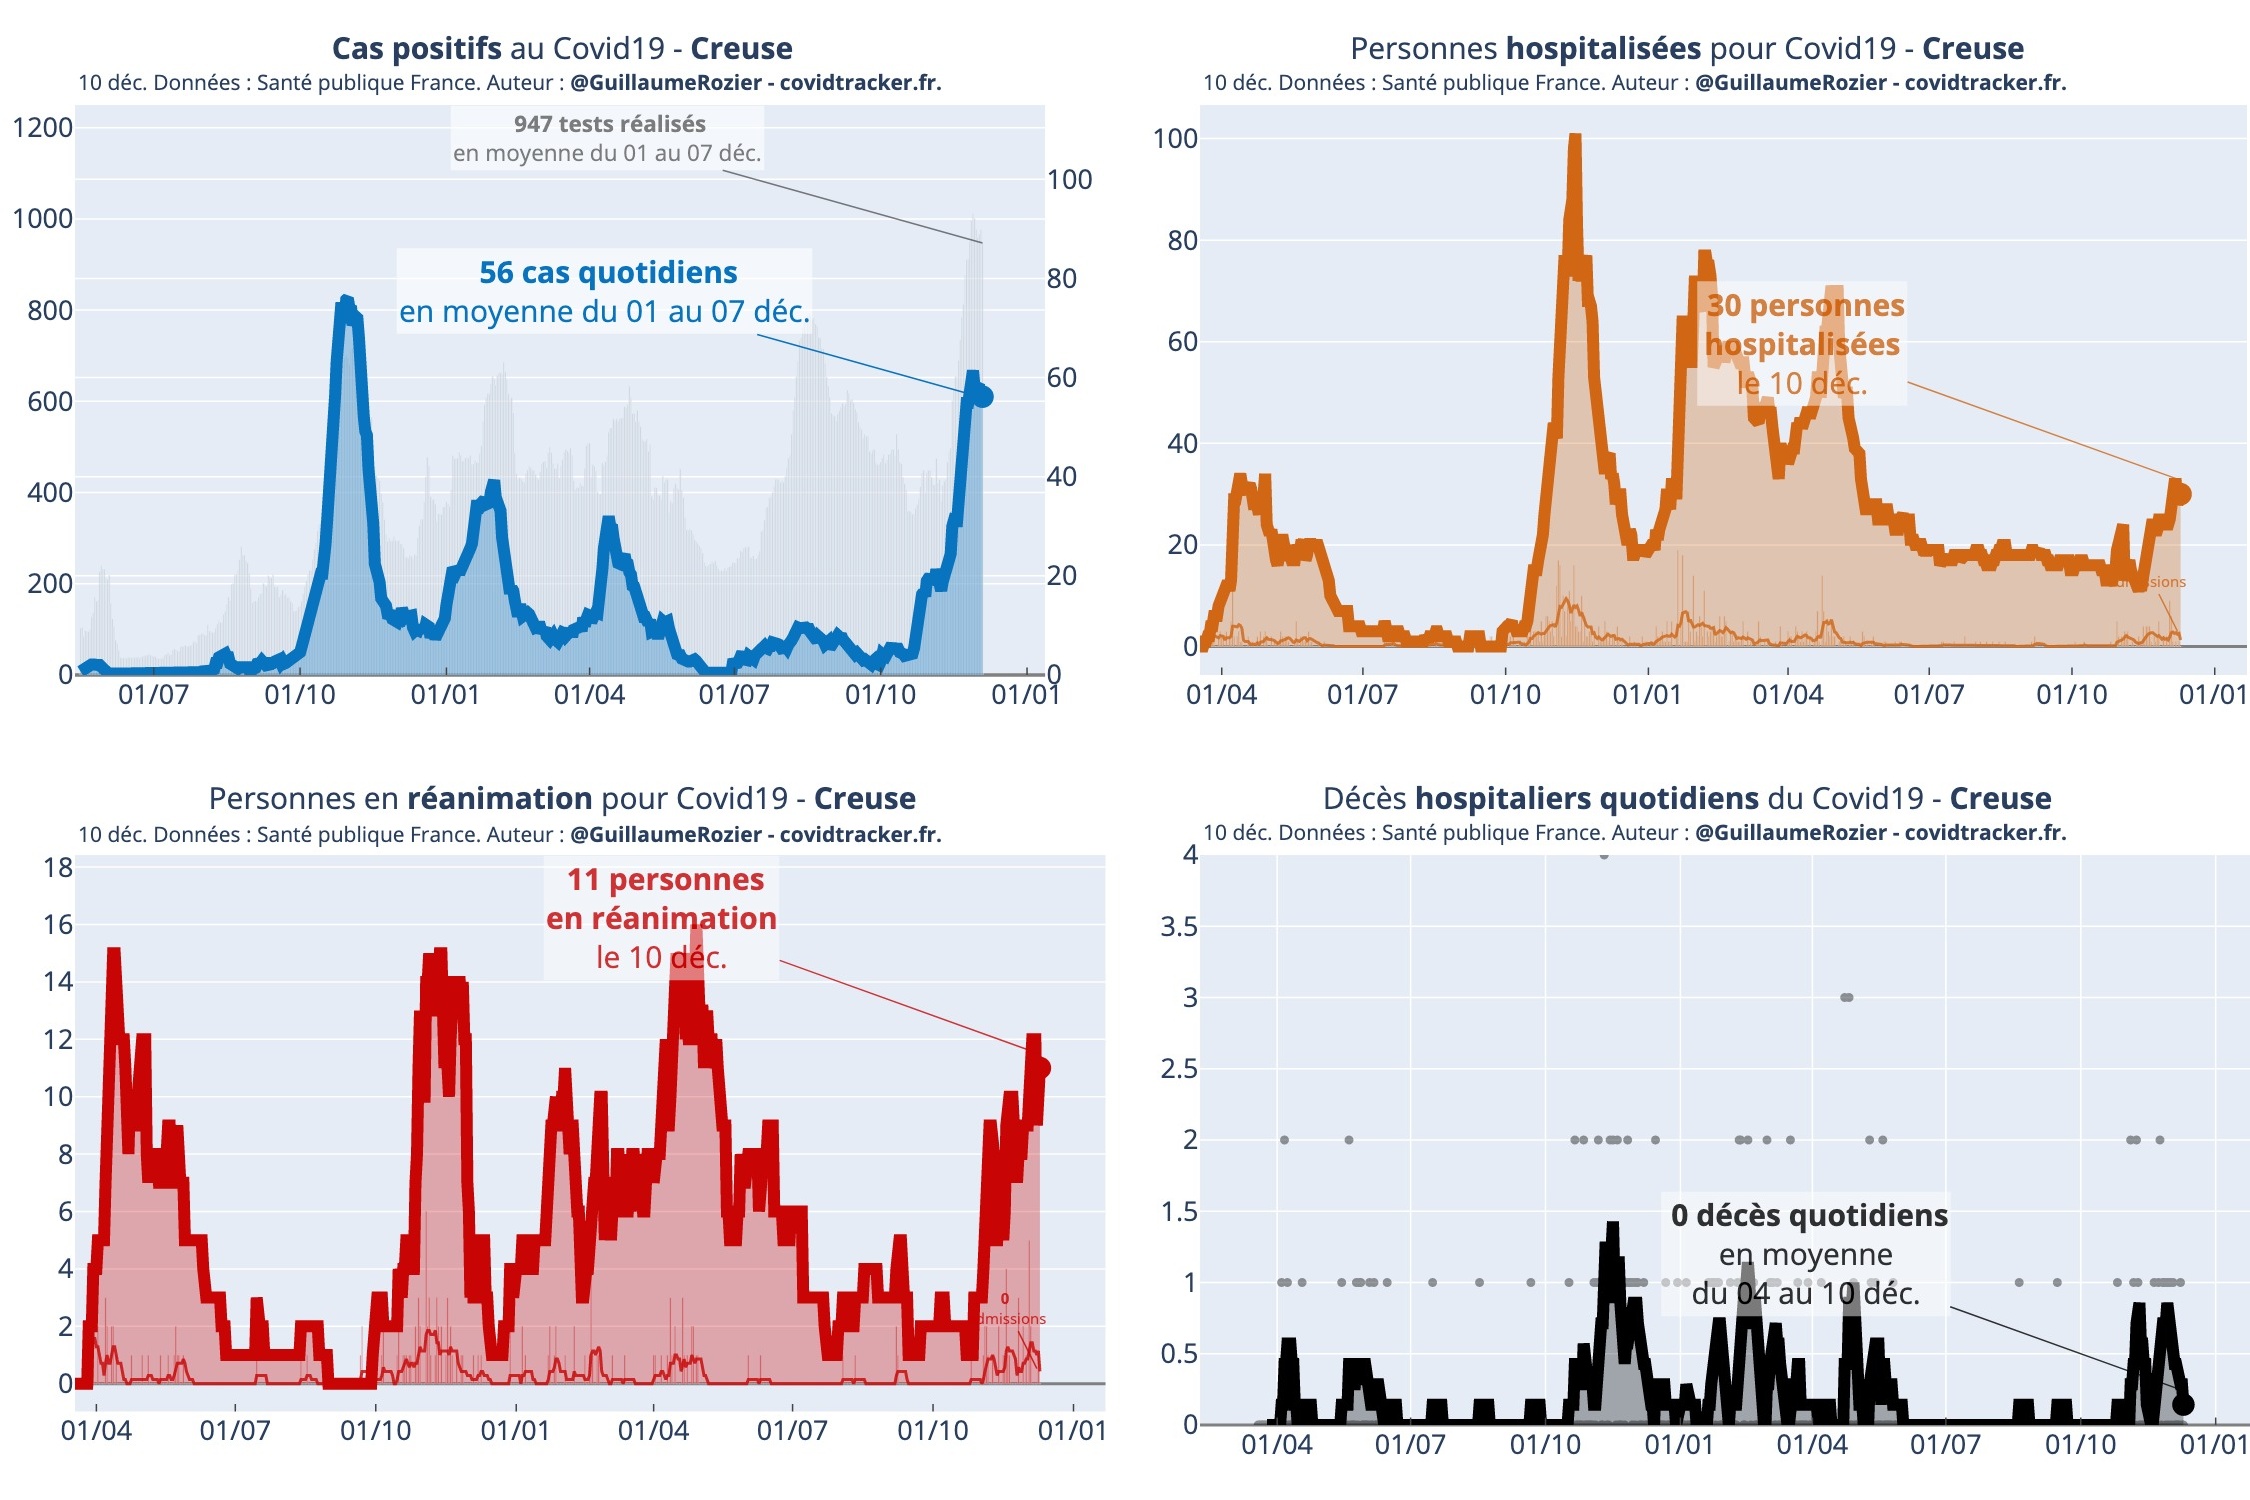 Cas positifs au Covid19 - Creuse
10 déc. Données : Santé publique France. Auteur : @GuillaumeRozier - covidtracker.fr.
947 tests réalisés
en moyenne du 01 au 07 déc.
56 cas quotidiens
en moyenne du 01 au 07 déc.
1200
1000
800
600
400
200
0
100
80
60
40
20
0
01/07 01/10 01/01 01/04 01/07 01/10 01/01
Personnes hospitalisées pour Covid19 - Creuse
10 déc. Données : Santé publique France. Auteur : @GuillaumeRozier - covidtracker.fr.
30 personnes
hospitalisées
le 10 déc.
100
80
60
40
20
0
01/04 01/07 01/10 01/01 01/04 01/07 01/10 01/01
Personnes en réanimation pour Covid19 - Creuse
10 déc. Données : Santé publique France. Auteur : @GuillaumeRozier - covidtracker.fr.
11 personnes
en réanimation
le 10 déc.
0
dmissions
18
16
14
12
10
8
6
4
2
0
01/04 01/07 01/10 01/01 01/04 01/07 01/10 01/01
Décès hospitaliers quotidiens du Covid19 - Creuse
10 déc. Données : Santé publique France. Auteur : @GuillaumeRozier - covidtracker.fr.
0 décès quotidiens
en moyenne
du 04 au 10 déc.
4
3.5
3
2.5
2
1.5
1
0.5
0
01/04 01/07 01/10 01/01 01/04 01/07 01/10 01/01